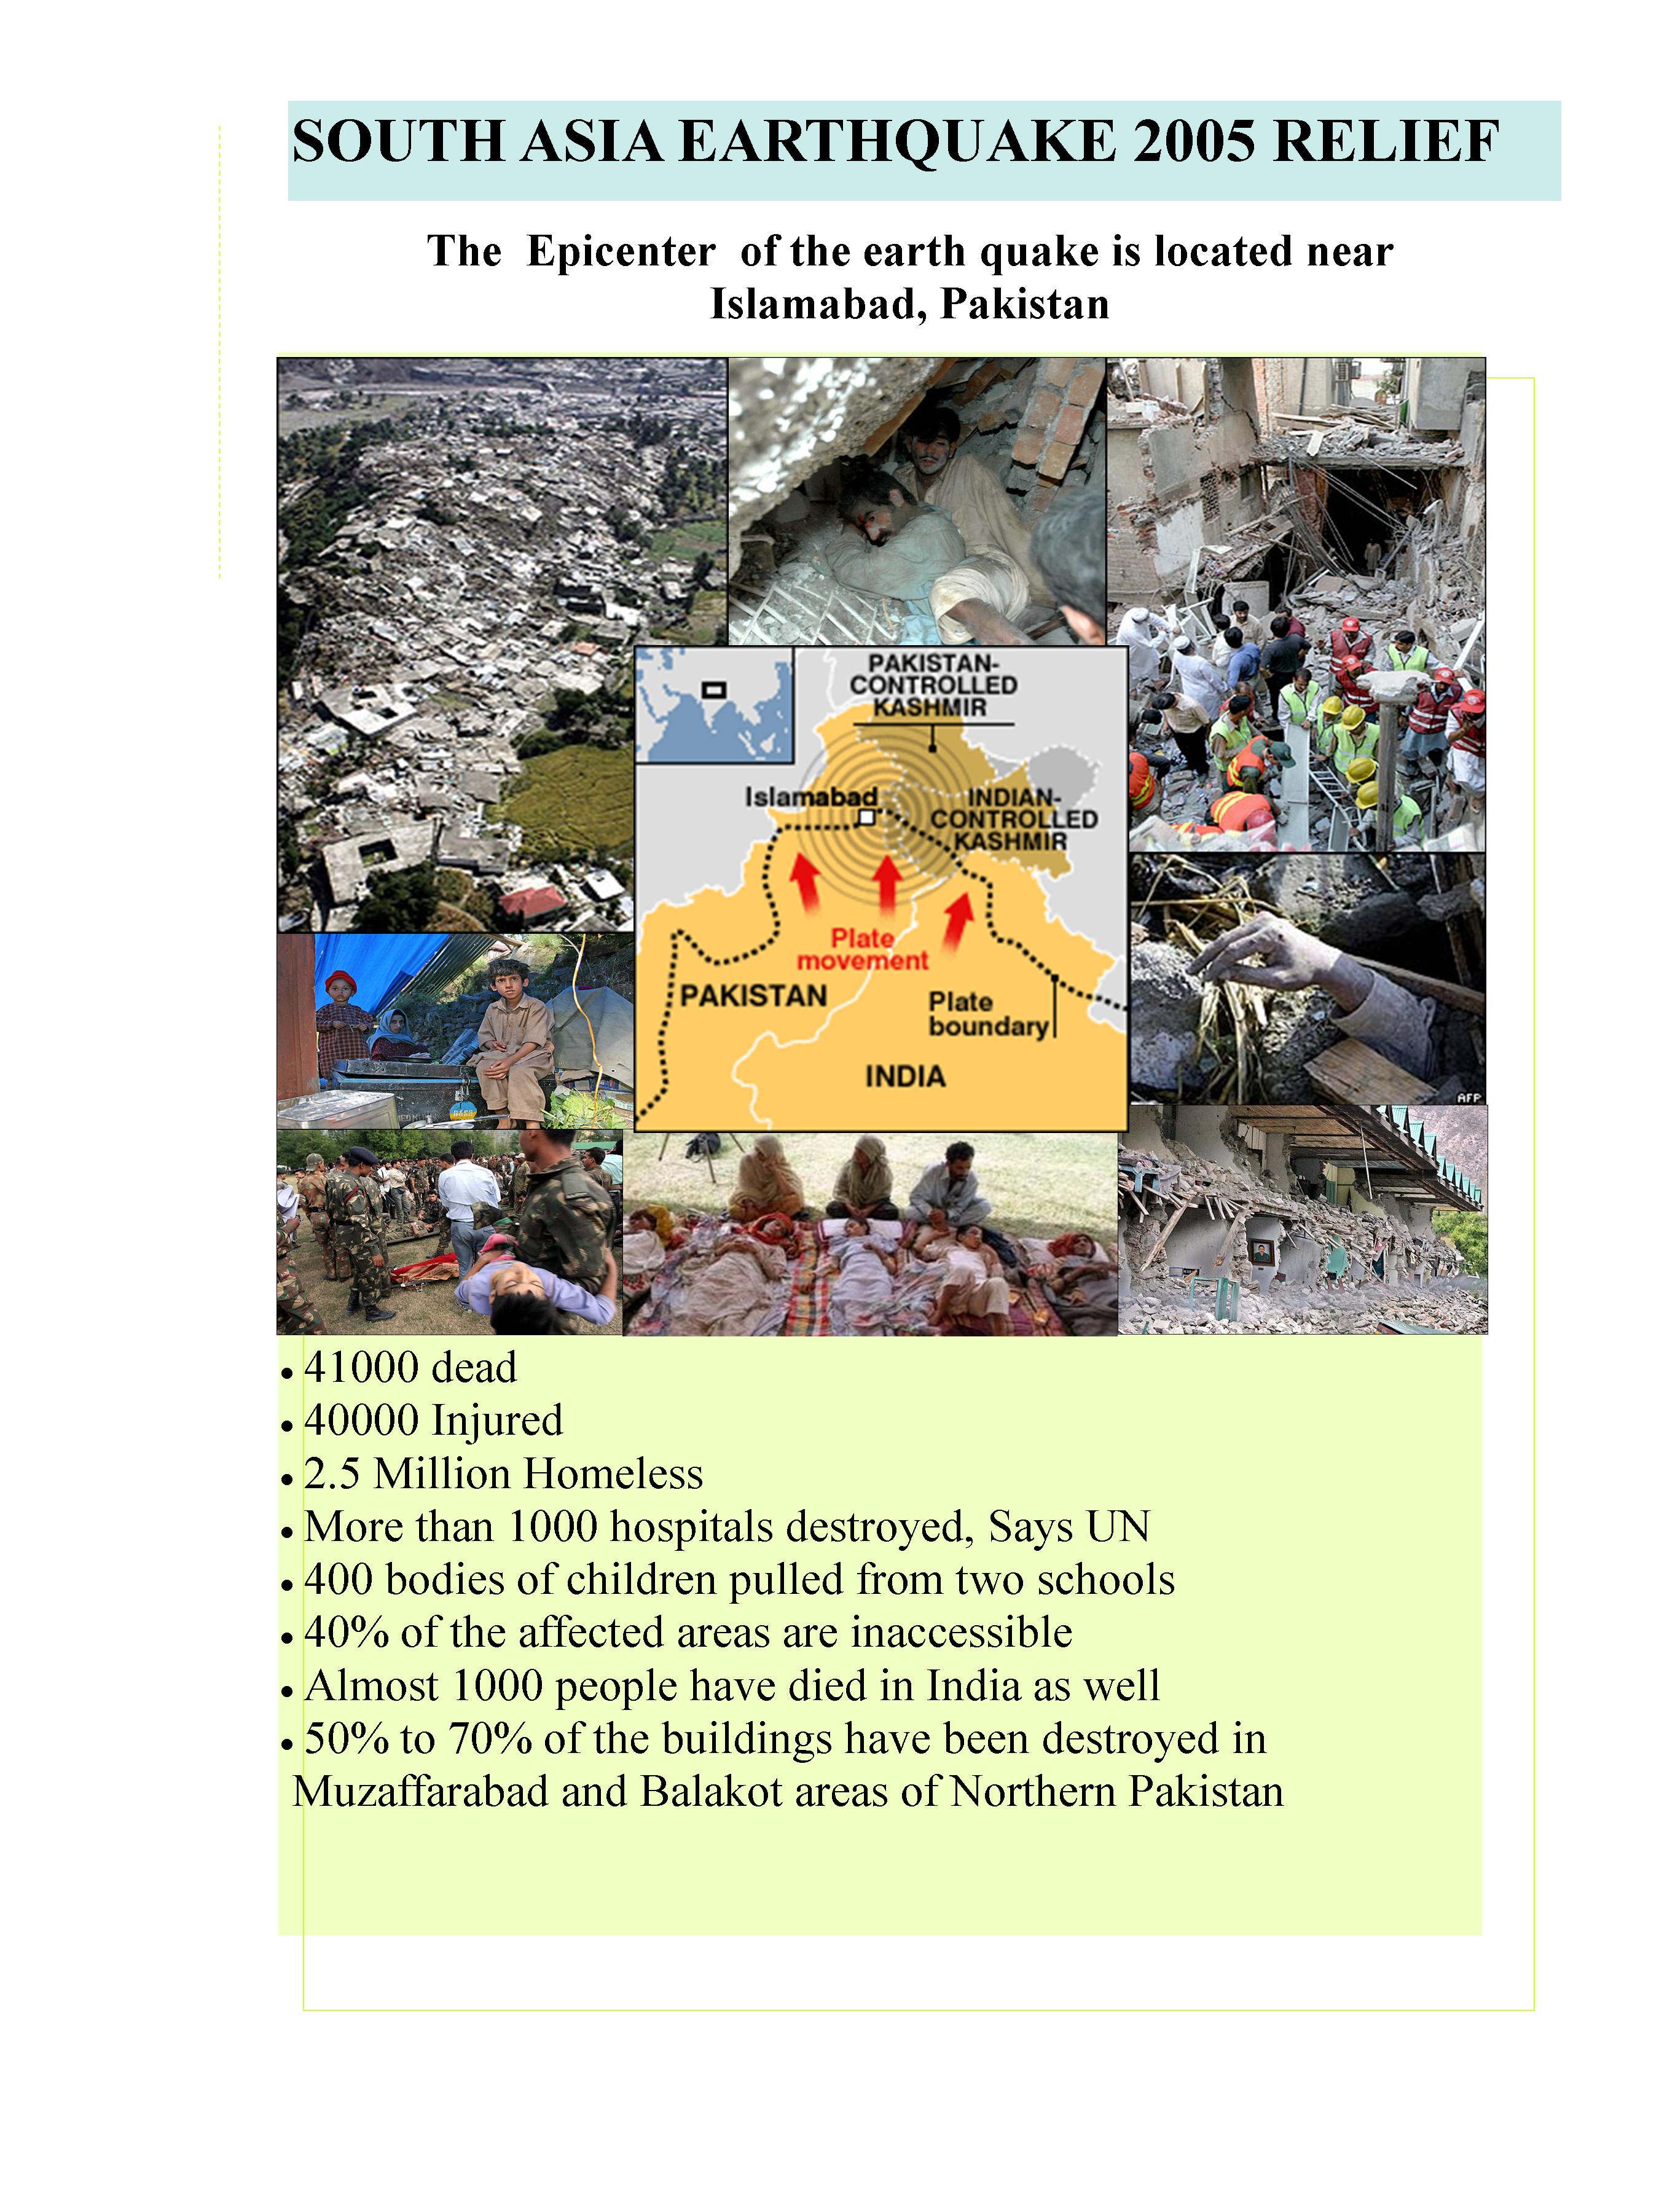 SOUTH ASIA EARTHQUAKE 2005 RELIEF
The Epicenter of the earth quake is located near
Islamabad, Pakistan
PAKISTAN-
CONTROLLED
KASHMIR
Islamabad
INDIAN-
CONTROLLED
KASHMIR
Plate
movement
PAKISTAN
Plate
boundary
INDIA
AFP
• 41000 dead
• 40000 Injured
• 2.5 Million Homeless
• More than 1000 hospitals destroyed, Says UN
• 400 bodies of children pulled from two schools
• 40% of the affected areas are inaccessible
• Almost 1000 people have died in India as well
• 50% to 70% of the buildings have been destroyed in
Muzaffarabad and Balakot areas of Northern Pakistan